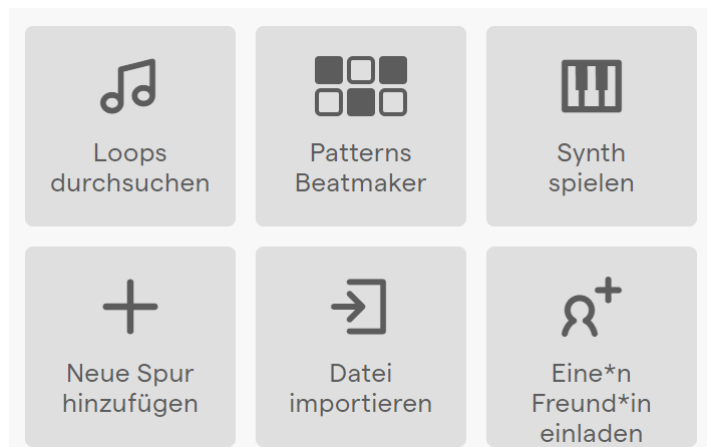 Loops
durchsuchen
Patterns
Beatmaker
Synth
spielen
Neue Spur
hinzufügen
Datei
importieren
Eine*n
Freund*in
einladen